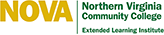 NOVA
Northern Virginia
Community College
Extended Learning Institute